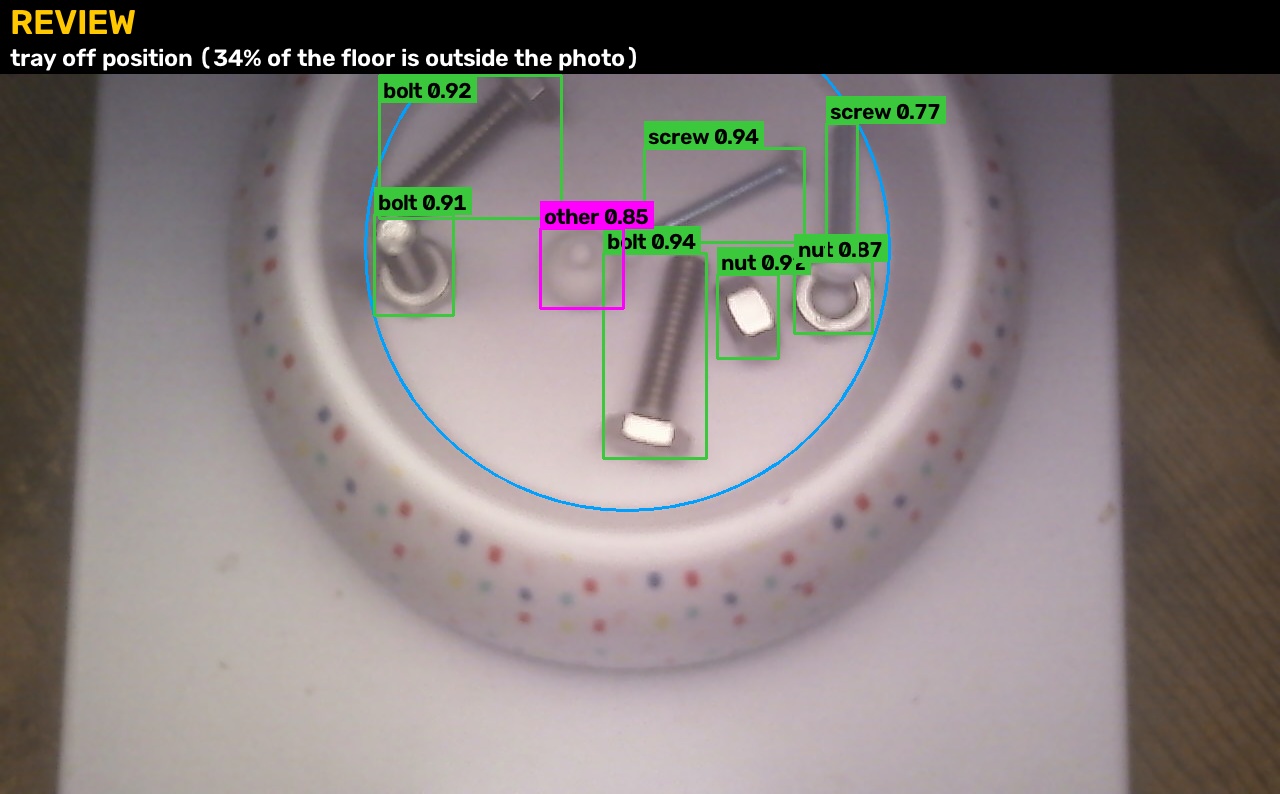 REVIEW
tray off position (34% of the floor is outside the photo)
bolt 0.92
screw 0.77
screw 0.94
bolt 0.91
other 0.85
bolt 0.94
nut 0.87
nut 0.92